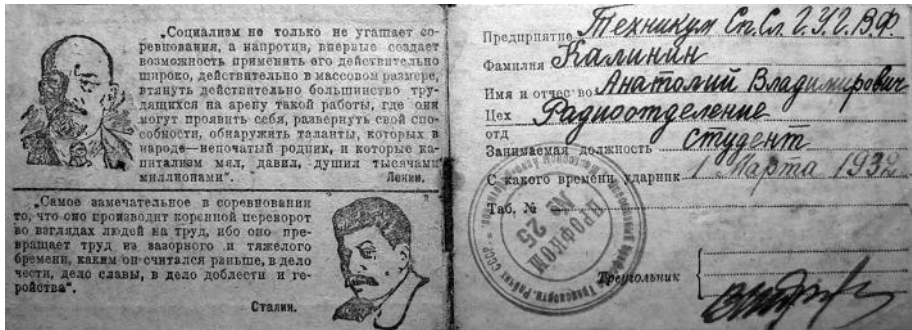 „Социализм не только не угашает со-
ревнования, а напротив, впервые создает
возможность применить его действительно
широко, действительно в массовом размере,
втянуть действительно большинство тру-
дящихся на арену такой работы, где они
могут проявить себя, развернуть свой спо-
собности, обнаружить таланты, которых в
народе—непочатый родник, и которые ка-
питализм мял, давил, душил тысячами
миллионами".
Ленин.
„Самое замечательное в соревновании
то, что оно производит коренной переворот
во взглядах людей на труд, ибо оно пре-
вращает труд из зазорного и тяжелого
бремени, каким он считался раньше, в дело
чести, дело славы, в дело доблести и ге-
ройства".
Сталин.
Предприятие Техникум Сп. Сл. Г.У.Г.В.Ф.
Фамилия Калинин
Имя и отчество Анатолий Владимирович
Цех Радиоотделение
отд
Занимаемая должность студент
С какого времени ударник 1 Марта 1932
Таб. №
ПРОФКОМ
№ 25
Треугольник